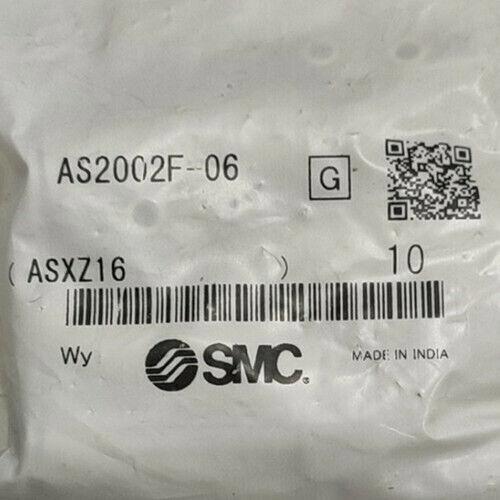 AS2002F-06
G
( ASXZ16 ) 10
Wy SMC. MADE IN INDIA